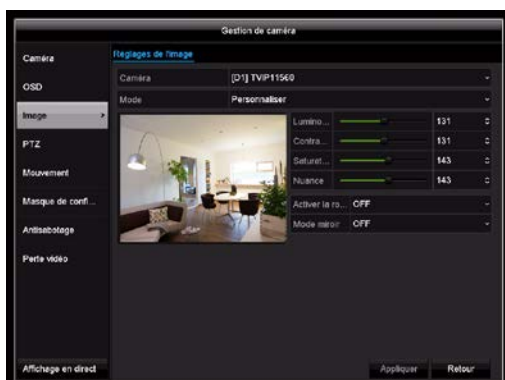 Gestion de caméra
Caméra
OSD
Image >
PTZ
Mouvement
Masque de confi...
Antisabotage
Perte vidéo
Affichage en direct
Réglages de l'image
Caméra [D1] TVIP11560
Mode Personnaliser
Lumino... 131
Contra... 131
Saturat... 143
Nuance 143
Activer la ro... OFF
Mode miroir OFF
Appliquer Retour